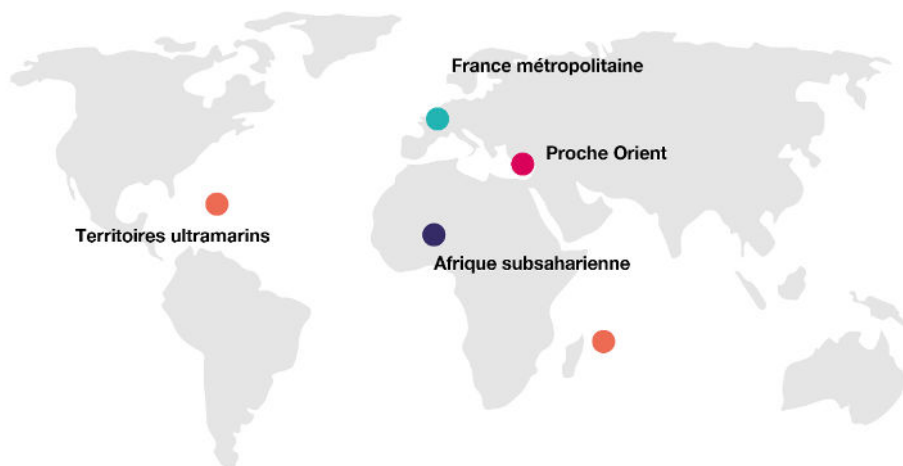 France métropolitaine
Proche Orient
Territoires ultramarins
Afrique subsaharienne